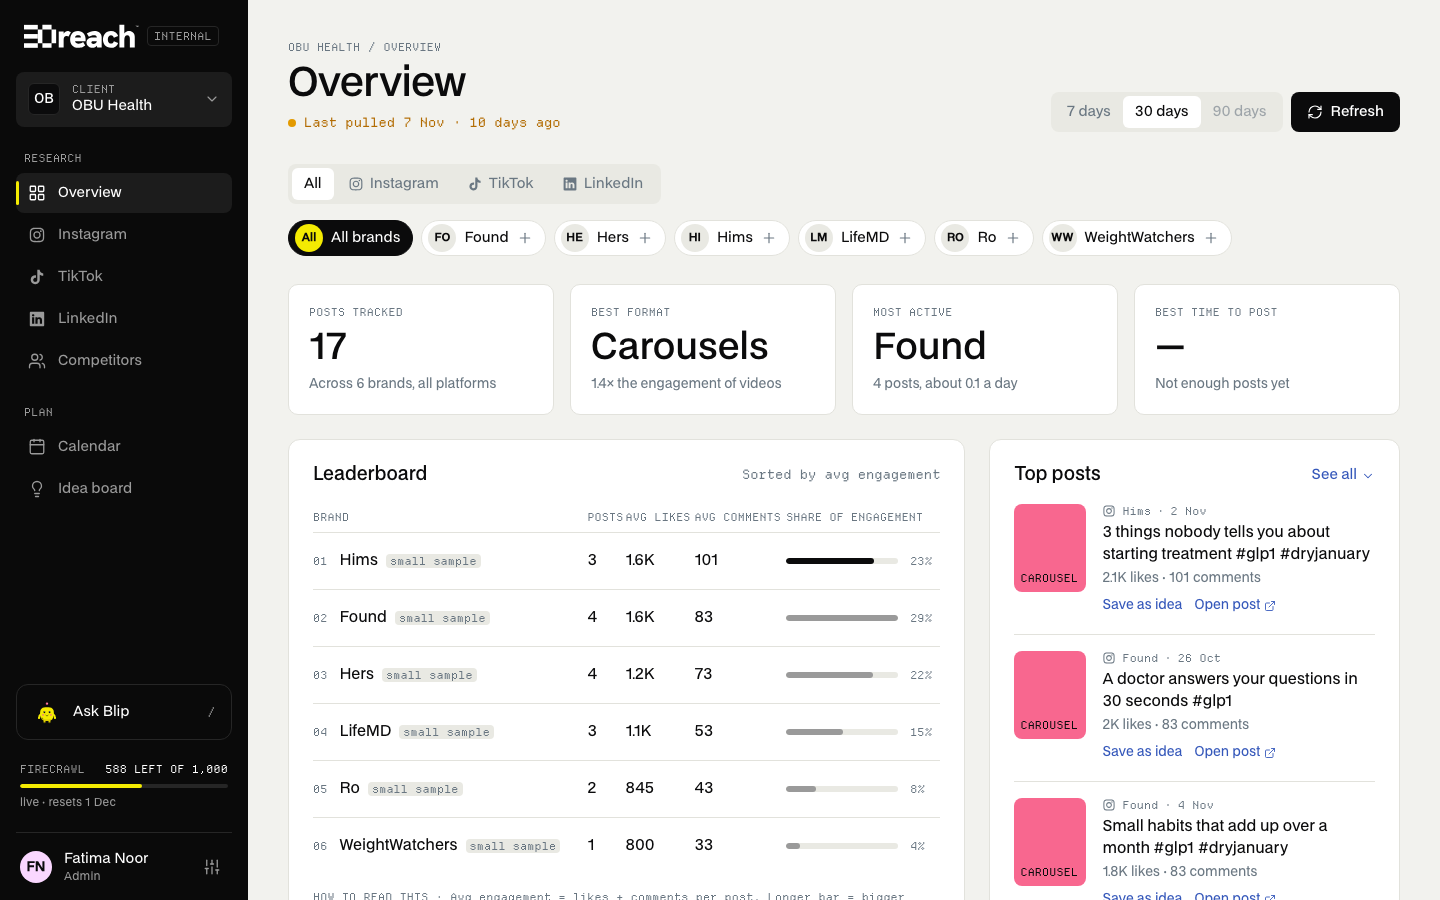 reach
INTERNAL
OB
CLIENT
OBU Health
RESEARCH
Overview
Instagram
TikTok
LinkedIn
Competitors
PLAN
Calendar
Idea board
Ask Blip /
FIRECRAWL 588 LEFT OF 1,000
live · resets 1 Dec
FN
Fatima Noor
Admin
OBU HEALTH / OVERVIEW
Overview
Last pulled 7 Nov · 10 days ago
7 days 30 days 90 days Refresh
All Instagram TikTok LinkedIn
All All brands FO Found HE Hers HI Hims LM LifeMD RO Ro WW WeightWatchers
POSTS TRACKED
17
Across 6 brands, all platforms
BEST FORMAT
Carousels
1.4× the engagement of videos
MOST ACTIVE
Found
4 posts, about 0.1 a day
BEST TIME TO POST
—
Not enough posts yet
Leaderboard Sorted by avg engagement
BRAND POSTS AVG LIKES AVG COMMENTS SHARE OF ENGAGEMENT
01 Hims small sample 3 1.6K 101 23%
02 Found small sample 4 1.6K 83 29%
03 Hers small sample 4 1.2K 73 22%
04 LifeMD small sample 3 1.1K 53 15%
05 Ro small sample 2 845 43 8%
06 WeightWatchers small sample 1 800 33 4%
HOW TO READ THIS · Avg engagement = likes + comments per post. Longer bar = bigger
Top posts See all
CAROUSEL
Hims · 2 Nov
3 things nobody tells you about
starting treatment #glp1 #dryjanuary
2.1K likes · 101 comments
Save as idea Open post
CAROUSEL
Found · 26 Oct
A doctor answers your questions in
30 seconds #glp1
2K likes · 83 comments
Save as idea Open post
CAROUSEL
Found · 4 Nov
Small habits that add up over a
month #glp1 #dryjanuary
1.8K likes · 83 comments
Save as idea Open post